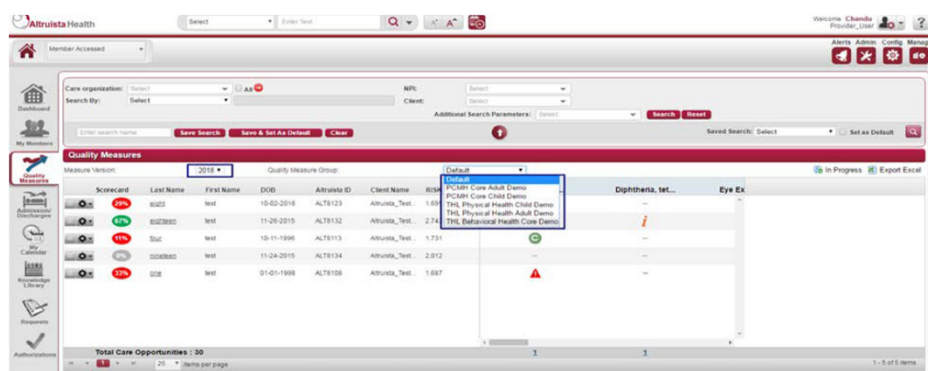 Altruista Health
Select
Enter Text
A- A^
Welcome Chandu
Provider_User
?
Member Accessed
Alerts Admin Config Manag
Care organization: Select All
NPI: Select
Search By: Select
Client: Select
Additional Search Parameters: Select Search Reset
Enter search name Save Search Save & Set As Default Clear
Saved Search: Select Set as Default
Dashboard
My Members
Quality Measures
Admission/ Discharges
My Calendar
Knowledge Library
Requests
Authorizations
Quality Measures
Measure Version: 2018 Quality Measure Group: Default
In Progress Export Excel
Default
PCMH Core Adult Demo
PCMH Core Child Demo
THL Physical Health Child Demo
THL Physical Health Adult Demo
THL Behavioral Health Core Demo
Scorecard Last Name First Name DOB Altruista ID Client Name RISK Diphtheria, tet... Eye Ex
29% eight test 10-02-2016 ALT8123 Altruista_Test... --
67% eighteen test 11-26-2015 ALT8132 Altruista_Test... i
11% four test 10-11-1996 ALT8113 Altruista_Test... 1.731 C --
0% nineteen test 11-24-2015 ALT8134 Altruista_Test... 2.012 -- --
33% one test 01-01-1998 ALT8108 Altruista_Test... 1.687 --
Total Care Opportunities : 30 1 1
1 25 items per page
1 - 5 of 5 items